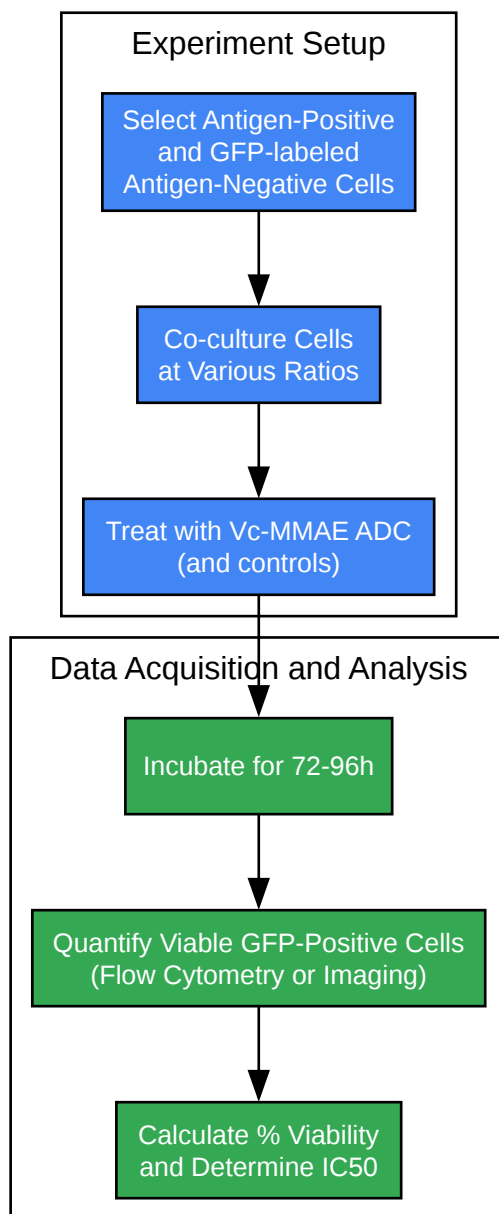 Experiment Setup
Select Antigen-Positive
and GFP-labeled
Antigen-Negative Cells
Co-culture Cells
at Various Ratios
Treat with Vc-MMAE ADC
(and controls)
Data Acquisition and Analysis
Incubate for 72-96h
Quantify Viable GFP-Positive Cells
(Flow Cytometry or Imaging)
Calculate % Viability
and Determine IC50